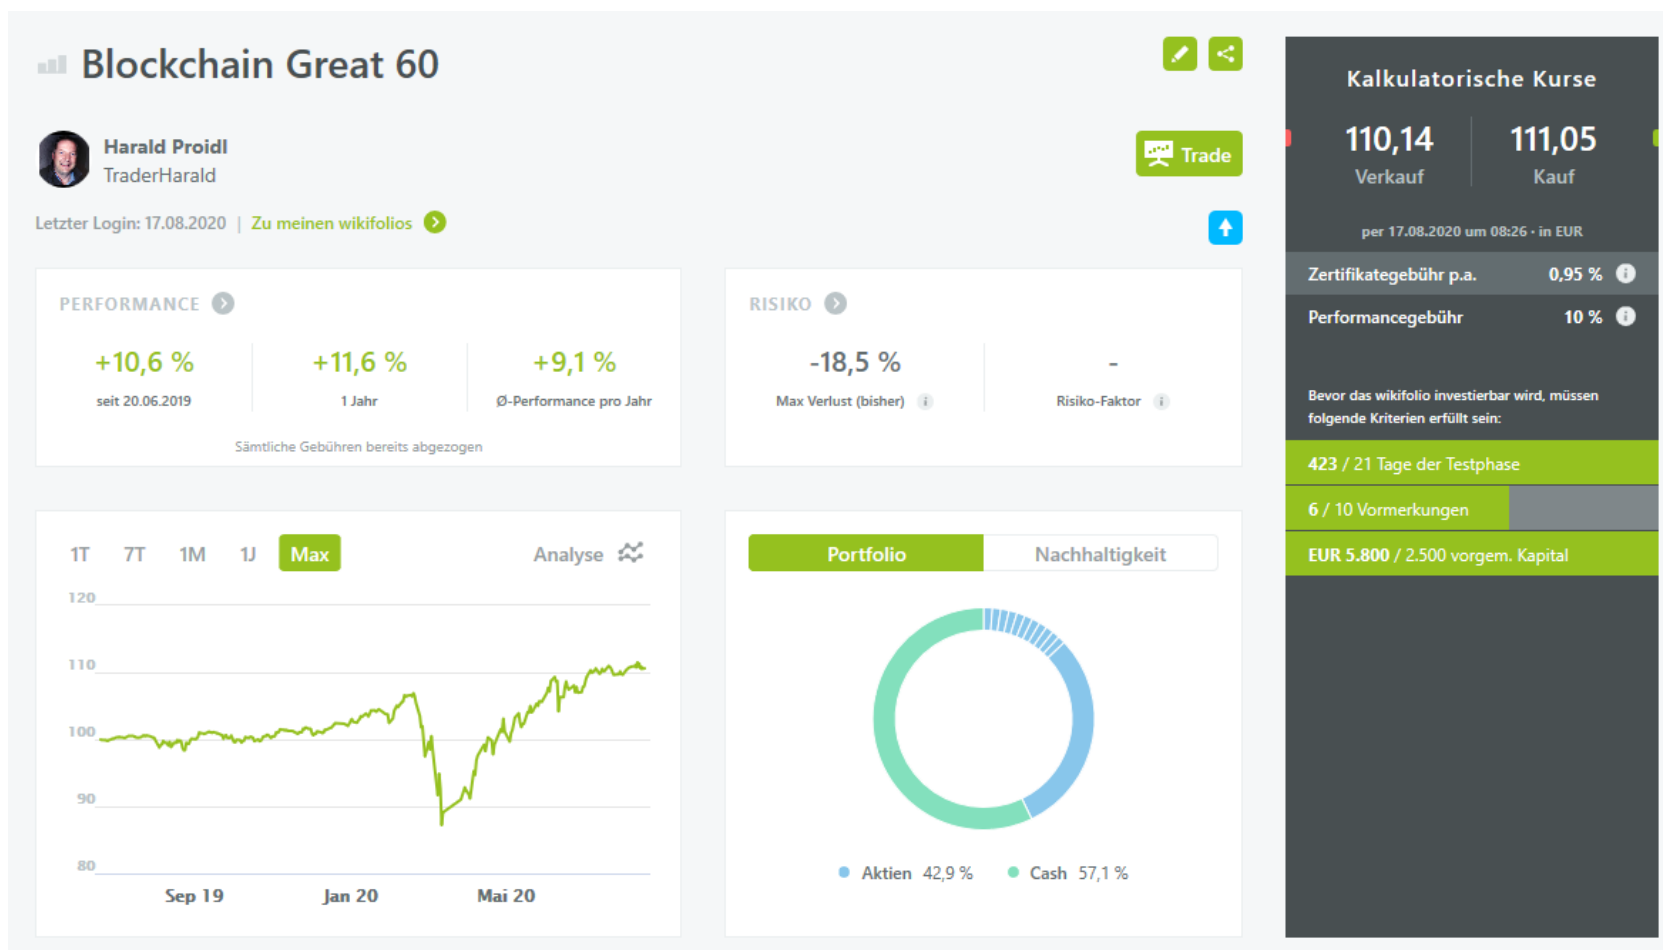 Blockchain Great 60
Harald Proidl
TraderHarald
Trade
Letzter Login: 17.08.2020 | Zu meinen wikifolios
PERFORMANCE
+10,6 %
+11,6 %
+9,1 %
seit 20.06.2019
1 Jahr
Ø-Performance pro Jahr
Sämtliche Gebühren bereits abgezogen
RISIKO
-18,5 %
-
Max Verlust (bisher) i
Risiko-Faktor i
1T 7T 1M 1J Max
Analyse
120
110
100
90
80
Sep 19 Jan 20 Mai 20
Portfolio
Nachhaltigkeit
Aktien 42,9 %
Cash 57,1 %
Kalkulatorische Kurse
110,14
111,05
Verkauf
Kauf
per 17.08.2020 um 08:26 · in EUR
Zertifikategebühr p.a. 0,95 % i
Performancegebühr 10 % i
Bevor das wikifolio investierbar wird, müssen
folgende Kriterien erfüllt sein:
423 / 21 Tage der Testphase
6 / 10 Vormerkungen
EUR 5.800 / 2.500 vorgem. Kapital